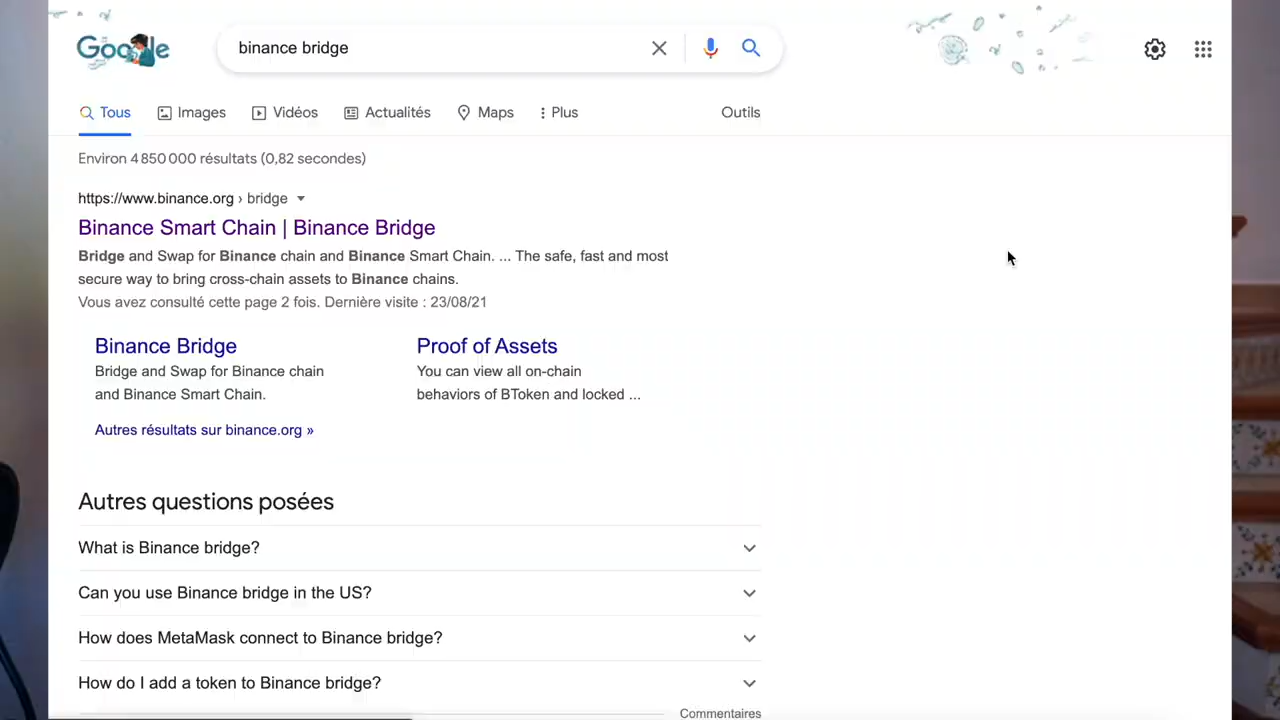 Google
binance bridge
Tous Images Vidéos Actualités Maps Plus Outils
Environ 4 850 000 résultats (0,82 secondes)
https://www.binance.org › bridge
Binance Smart Chain | Binance Bridge
Bridge and Swap for Binance chain and Binance Smart Chain. ... The safe, fast and most
secure way to bring cross-chain assets to Binance chains.
Vous avez consulté cette page 2 fois. Dernière visite : 23/08/21
Binance Bridge
Bridge and Swap for Binance chain
and Binance Smart Chain.
Proof of Assets
You can view all on-chain
behaviors of BToken and locked ...
Autres résultats sur binance.org »
Autres questions posées
What is Binance bridge?
Can you use Binance bridge in the US?
How does MetaMask connect to Binance bridge?
How do I add a token to Binance bridge?
Commentaires